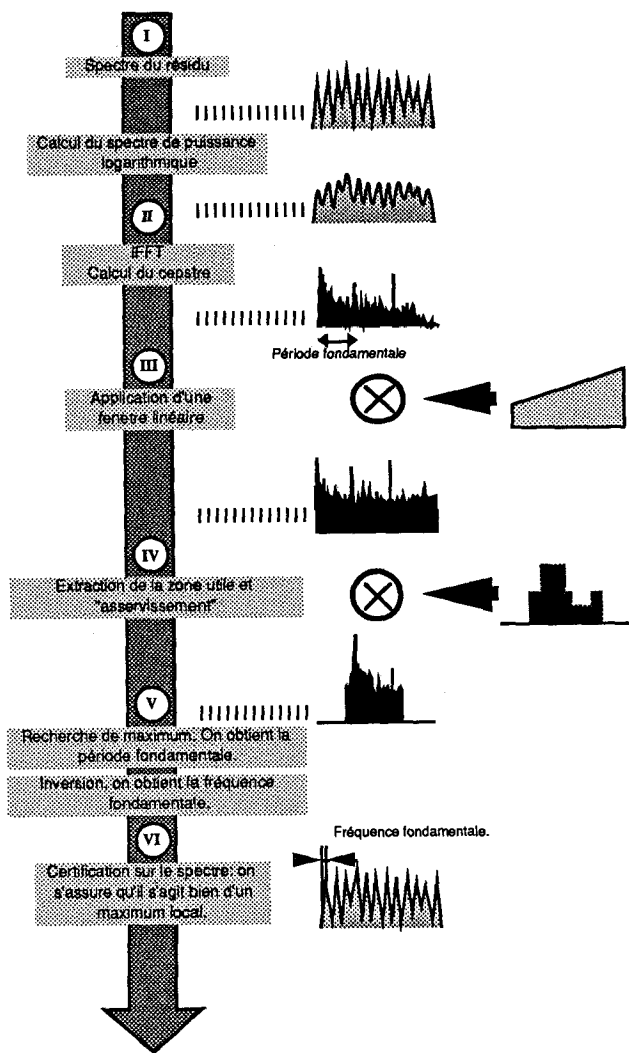 I
Spectre du résidu
Calcul du spectre de puissance
logarithmique
II
IFFT
Calcul du cepstre
Période fondamentale
III
Application d'une
fenetre linéaire
IV
Extraction de la zone utile et
"asservissement"
V
Recherche de maximum. On obtient la
période fondamentale.
Inversion, on obtient la fréquence
fondamentale.
VI
Fréquence fondamentale.
Certification sur le spectre: on
s'assure qu'il s'agit bien d'un
maximum local.